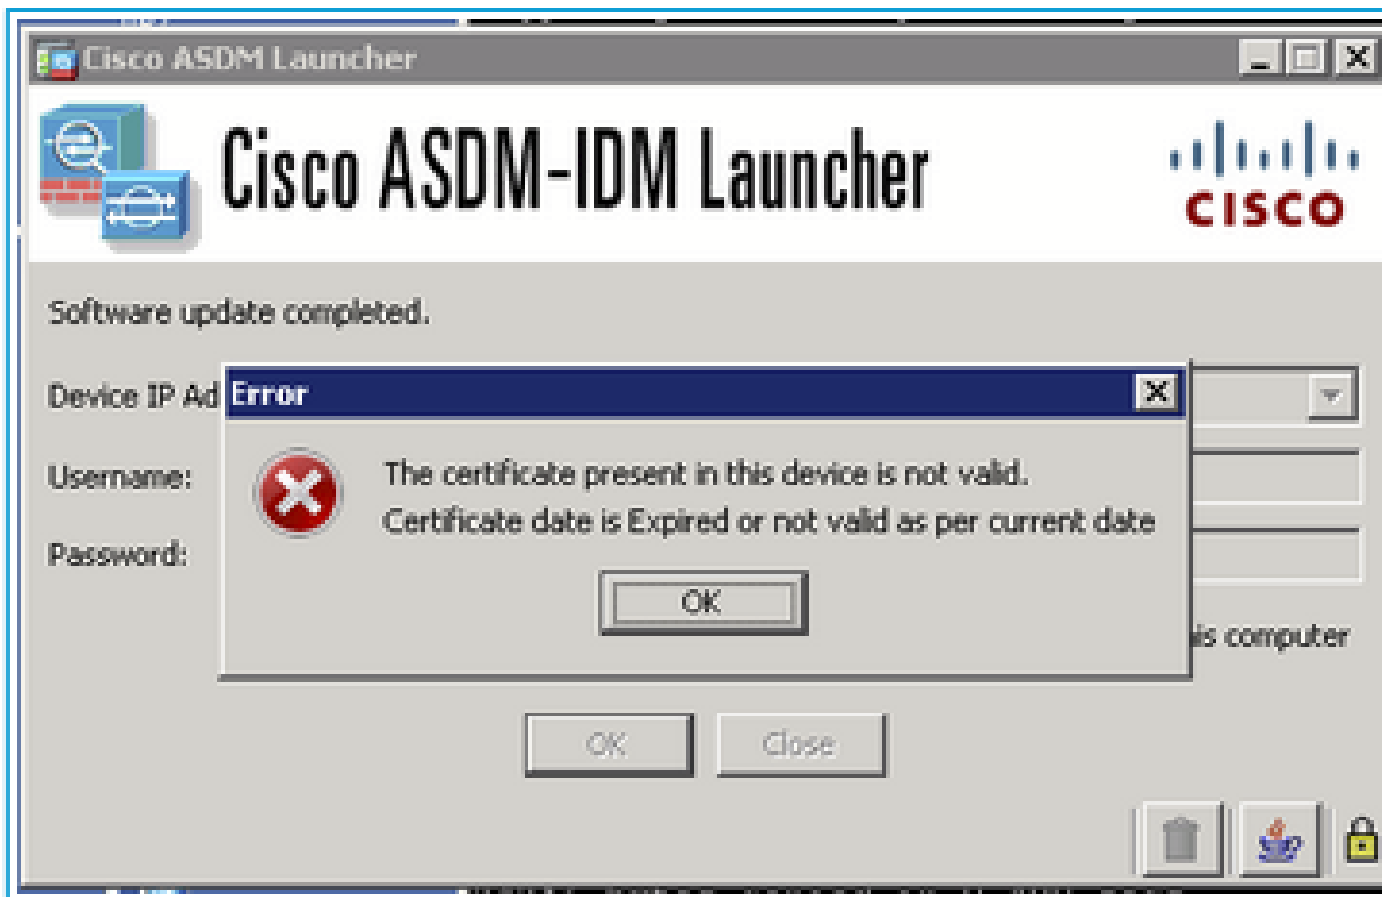 Cisco ASDM Launcher
Cisco ASDM-IDM Launcher
CISCO
Software update completed.
Device IP Ad
Error
The certificate present in this device is not valid.
Certificate date is Expired or not valid as per current date
OK
Username:
Password:
is computer
OK
Close